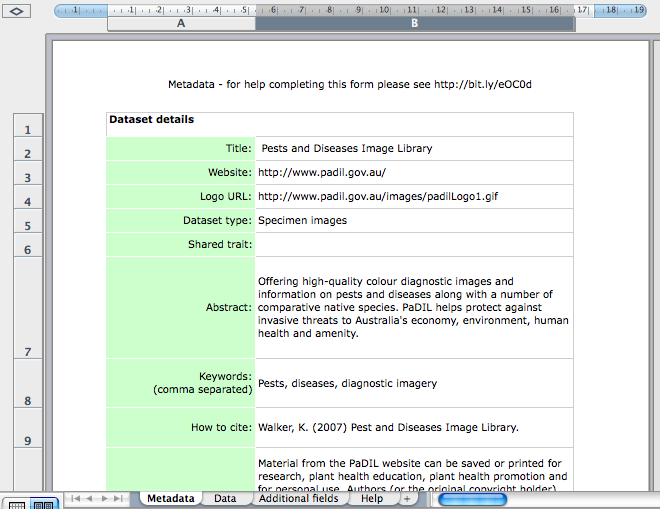 1 1 2 3 4 5 6 7 8 9 10 11 12 13 14 15 16 17 18 19
A B
Metadata - for help completing this form please see http://bit.ly/eOC0d
1 Dataset details
2 Title: Pests and Diseases Image Library
3 Website: http://www.padil.gov.au/
4 Logo URL: http://www.padil.gov.au/images/padilLogo1.gif
5 Dataset type: Specimen images
6 Shared trait:
Offering high-quality colour diagnostic images and
information on pests and diseases along with a number of
Abstract: comparative native species. PaDIL helps protect against
invasive threats to Australia's economy, environment, human
health and amenity.
7
Keywords:
(comma separated) Pests, diseases, diagnostic imagery
8
9 How to cite: Walker, K. (2007) Pest and Diseases Image Library.
Material from the PaDIL website can be saved or printed for
research, plant health education, plant health promotion and
for personal use. Authors (or the original copyright holder)
Metadata Data Additional fields Help +